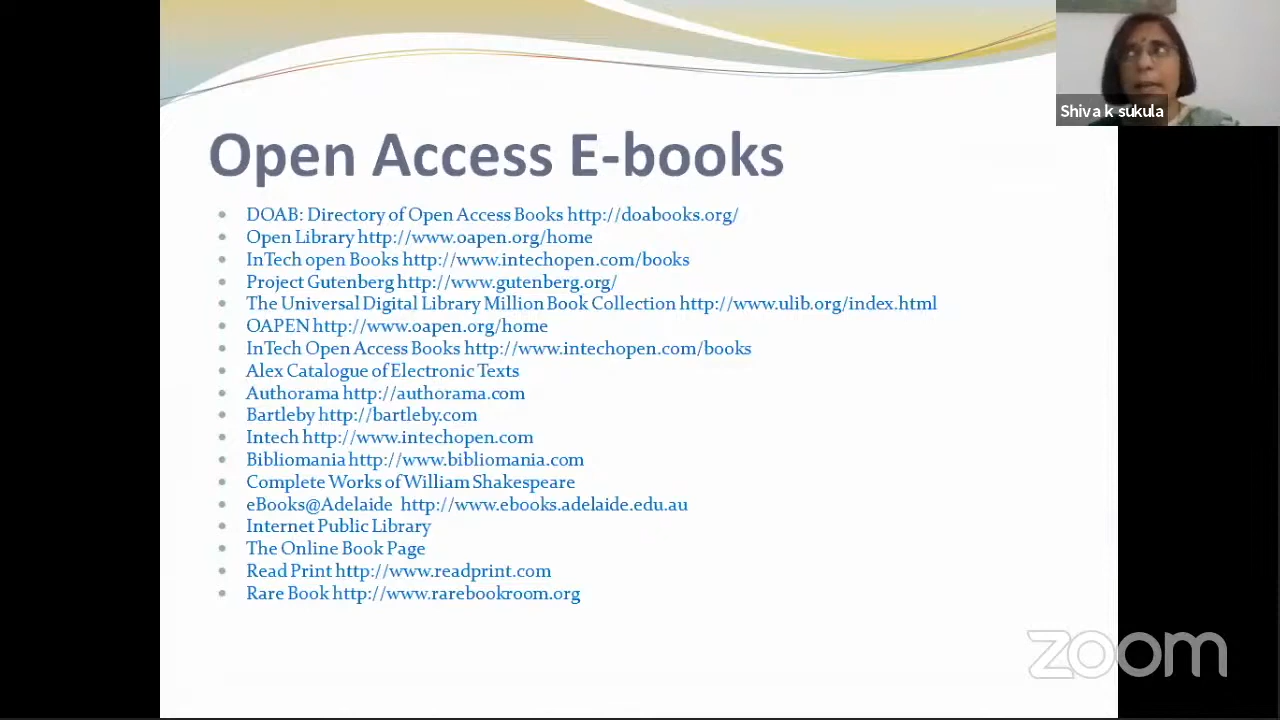 Shiva k sukula
Open Access E-books
DOAB: Directory of Open Access Books http://doabooks.org/
Open Library http://www.oapen.org/home
InTech open Books http://www.intechopen.com/books
Project Gutenberg http://www.gutenberg.org/
The Universal Digital Library Million Book Collection http://www.ulib.org/index.html
OAPEN http://www.oapen.org/home
InTech Open Access Books http://www.intechopen.com/books
Alex Catalogue of Electronic Texts
Authorama http://authorama.com
Bartleby http://bartleby.com
Intech http://www.intechopen.com
Bibliomania http://www.bibliomania.com
Complete Works of William Shakespeare
eBooks@Adelaide http://www.ebooks.adelaide.edu.au
Internet Public Library
The Online Book Page
Read Print http://www.readprint.com
Rare Book http://www.rarebookroom.org
zoom